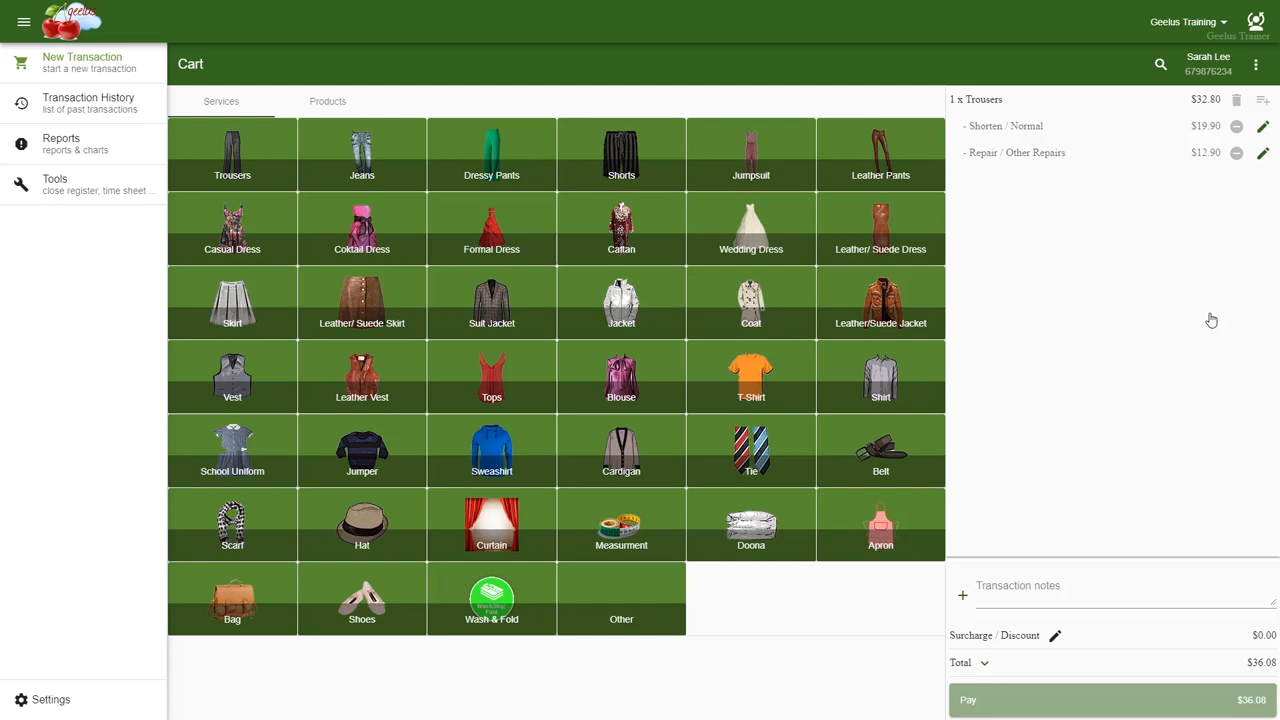 geelus
Geelus Training
Geelus Trainer
New Transaction
start a new transaction
Transaction History
list of past transactions
Reports
reports & charts
Tools
close register, time sheet ...
Settings
Cart
Sarah Lee
679876234
Services
Products
Trousers
Jeans
Dressy Pants
Shorts
Jumpsuit
Leather Pants
Casual Dress
Coktail Dress
Formal Dress
Caftan
Wedding Dress
Leather/ Suede Dress
Skirt
Leather/ Suede Skirt
Suit Jacket
Jacket
Coat
Leather/Suede Jacket
Vest
Leather Vest
Tops
Blouse
T-Shirt
Shirt
School Uniform
Jumper
Sweashirt
Cardigan
Tie
Belt
Scarf
Hat
Curtain
Measurment
Doona
Apron
Bag
Shoes
Wash & Fold
Other
1 x Trousers $32.80
- Shorten / Normal $19.90
- Repair / Other Repairs $12.90
Transaction notes
Surcharge / Discount $0.00
Total $36.08
Pay $36.08